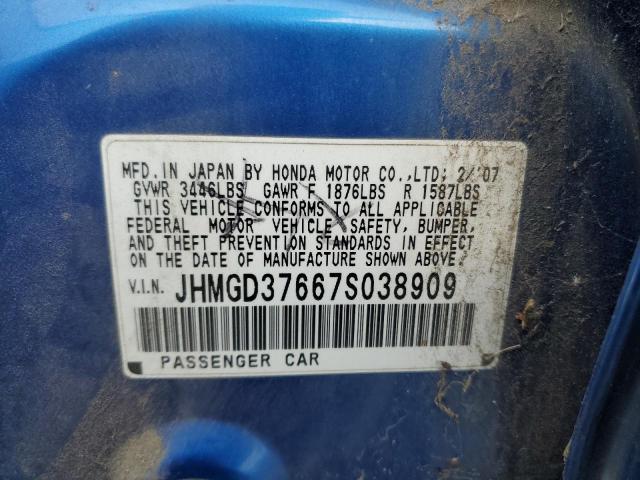 MFD. IN JAPAN BY HONDA MOTOR CO.,LTD: 2/'07
GVWR 3446LBS GAWR F 1876LBS R 1587LBS
THIS VEHICLE CONFORMS TO ALL APPLICABLE
FEDERAL MOTOR VEHICLE SAFETY, BUMPER,
AND THEFT PREVENTION STANDARDS IN EFFECT
ON THE DATE OF MANUFACTURE SHOWN ABOVE.
V.I.N. JHMGD37667S038909
PASSENGER CAR